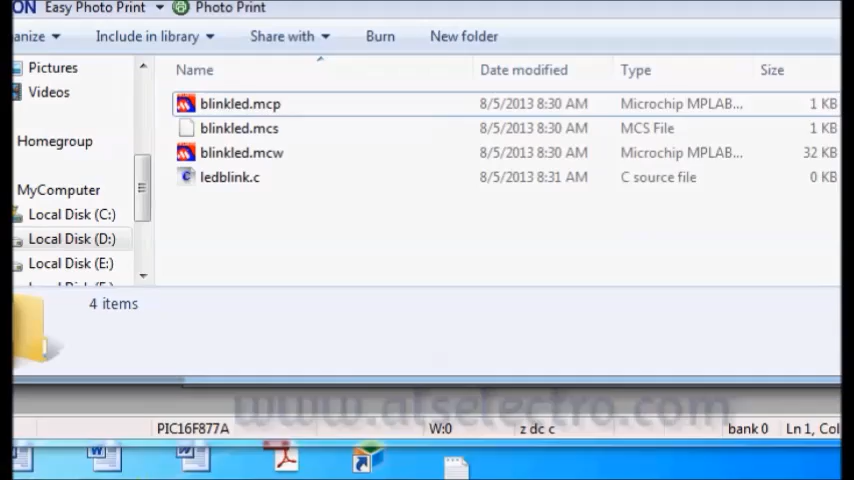 ON Easy Photo Print Photo Print
anize Include in library Share with Burn New folder
Name Date modified Type Size
Pictures
Videos
Homegroup
MyComputer
Local Disk (C:)
Local Disk (D:)
Local Disk (E:)
blinkled.mcp 8/5/2013 8:30 AM Microchip MPLAB... 1 KB
blinkled.mcs 8/5/2013 8:30 AM MCS File
blinkled.mcw 8/5/2013 8:30 AM Microchip MPLAB... 32 KB
ledblink.c 8/5/2013 8:31 AM C source file 0 KB
4 items
www.alselectro.com
PIC16F877A W:0 z dc c bank 0 Ln 1, Col